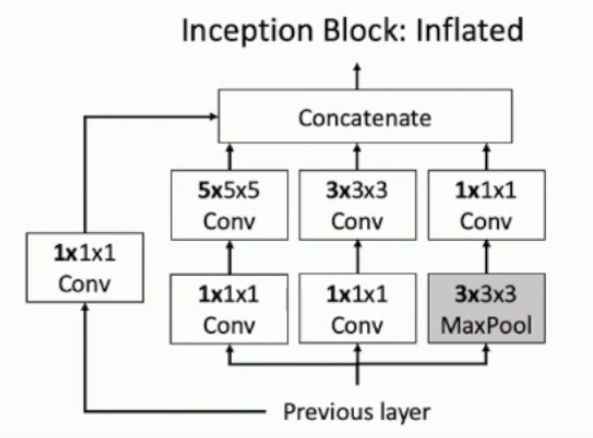 Inception Block: Inflated
Concatenate
5x5x5
Conv
3x3x3
Conv
1x1x1
Conv
1x1x1
Conv
1x1x1
Conv
1x1x1
Conv
3x3x3
MaxPool
Previous layer